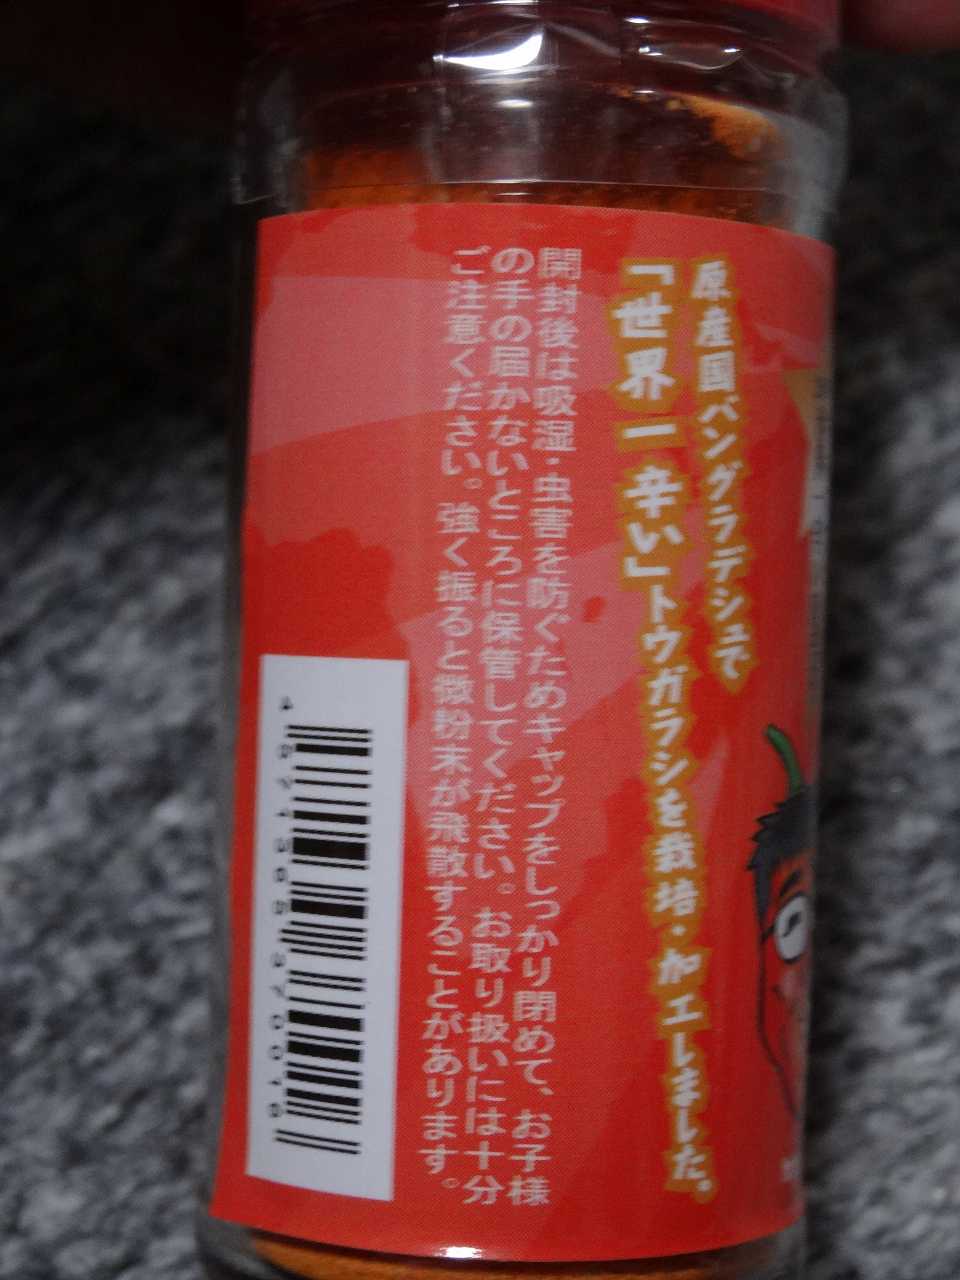 原産国バングラデシュで
「世界一辛い」トウガラシを栽培・加工しました。
開封後は吸湿・虫害を防ぐためキャップをしっかり閉めて、お子様
の手の届かないところに保管してください。お取り扱いには十分
ご注意ください。強く振ると微粉末が飛散することがあります。